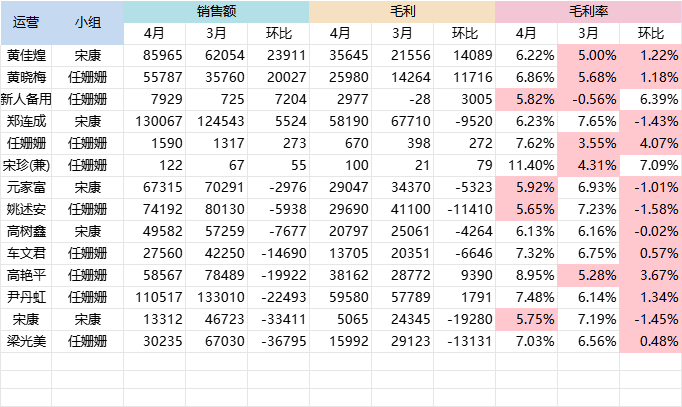 运营 小组 销售额 毛利 毛利率
4月 3月 环比 4月 3月 环比 4月 3月 环比
黄佳煌 宋康 85965 62054 23911 35645 21556 14089 6.22% 5.00% 1.22%
黄晓梅 任姗姗 55787 35760 20027 25980 14264 11716 6.86% 5.68% 1.18%
新人备用 任姗姗 7929 725 7204 2977 -28 3005 5.82% -0.56% 6.39%
郑连成 宋康 130067 124543 5524 58190 67710 -9520 6.23% 7.65% -1.43%
任姗姗 任姗姗 1590 1317 273 670 398 272 7.62% 3.55% 4.07%
宋珍(兼) 任姗姗 122 67 55 100 21 79 11.40% 4.31% 7.09%
元家富 宋康 67315 70291 -2976 29047 34370 -5323 5.92% 6.93% -1.01%
姚述安 任姗姗 74192 80130 -5938 29690 41100 -11410 5.65% 7.23% -1.58%
高树鑫 宋康 49582 57259 -7677 20797 25061 -4264 6.13% 6.16% -0.02%
车文君 任姗姗 27560 42250 -14690 13705 20351 -6646 7.32% 6.75% 0.57%
高艳平 任姗姗 58567 78489 -19922 38162 28772 9390 8.95% 5.28% 3.67%
尹丹虹 任姗姗 110517 133010 -22493 59580 57789 1791 7.48% 6.14% 1.34%
宋康 宋康 13312 46723 -33411 5065 24345 -19280 5.75% 7.19% -1.45%
梁光美 任姗姗 30235 67030 -36795 15992 29123 -13131 7.03% 6.56% 0.48%